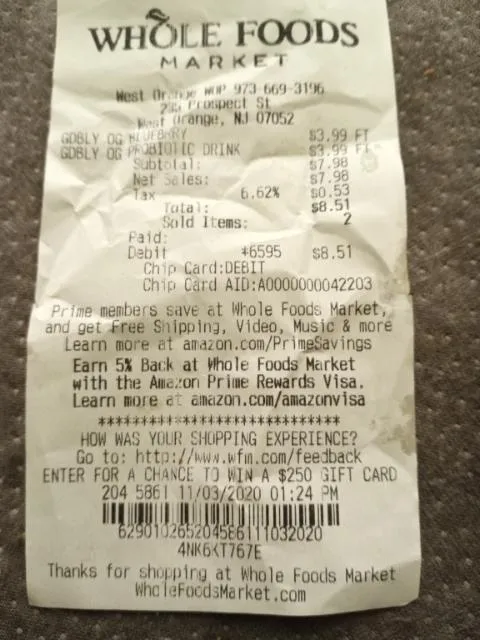 WHOLE FOODS
MARKET
West Orange WOP 973-669-3196
235 Prospect St
West Orange, NJ 07052
GDBLY OG BLUEBRRY $3.99 FT
GDBLY OG PROBIOTIC DRINK $3.99 FT
Subtotal: $7.98
Net Sales: $7.98
Tax 6.62% $0.53
Total: $8.51
Sold Items: 2
Paid:
Debit *6595 $8.51
Chip Card:DEBIT
Chip Card AID:A0000000042203
Prime members save at Whole Foods Market,
and get Free Shipping, Video, Music & more
Learn more at amazon.com/PrimeSavings
Earn 5% Back at Whole Foods Market
with the Amazon Prime Rewards Visa.
Learn more at amazon.com/amazonvisa
******************************
HOW WAS YOUR SHOPPING EXPERIENCE?
Go to: http://www.wfm.com/feedback
ENTER FOR A CHANCE TO WIN A $250 GIFT CARD
204 5861 11/03/2020 01:24 PM
629010265204586111032020
4NK6KT767E
Thanks for shopping at Whole Foods Market
WholeFoodsMarket.com